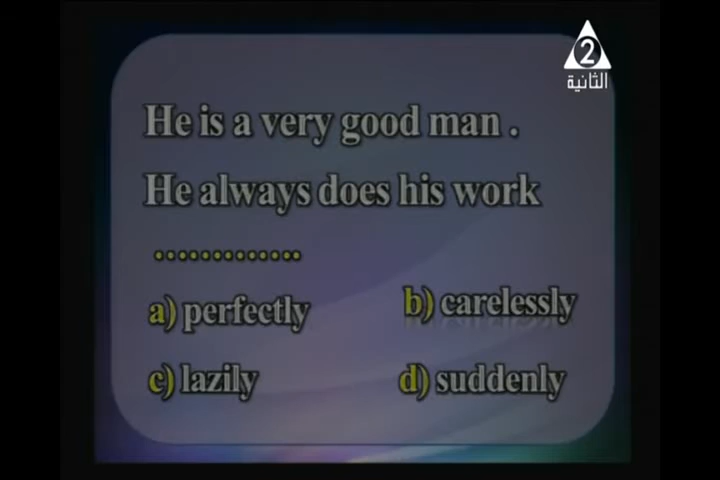 2
الثانية
He is a very good man .
He always does his work
.............
a) perfectly b) carelessly
c) lazily d) suddenly